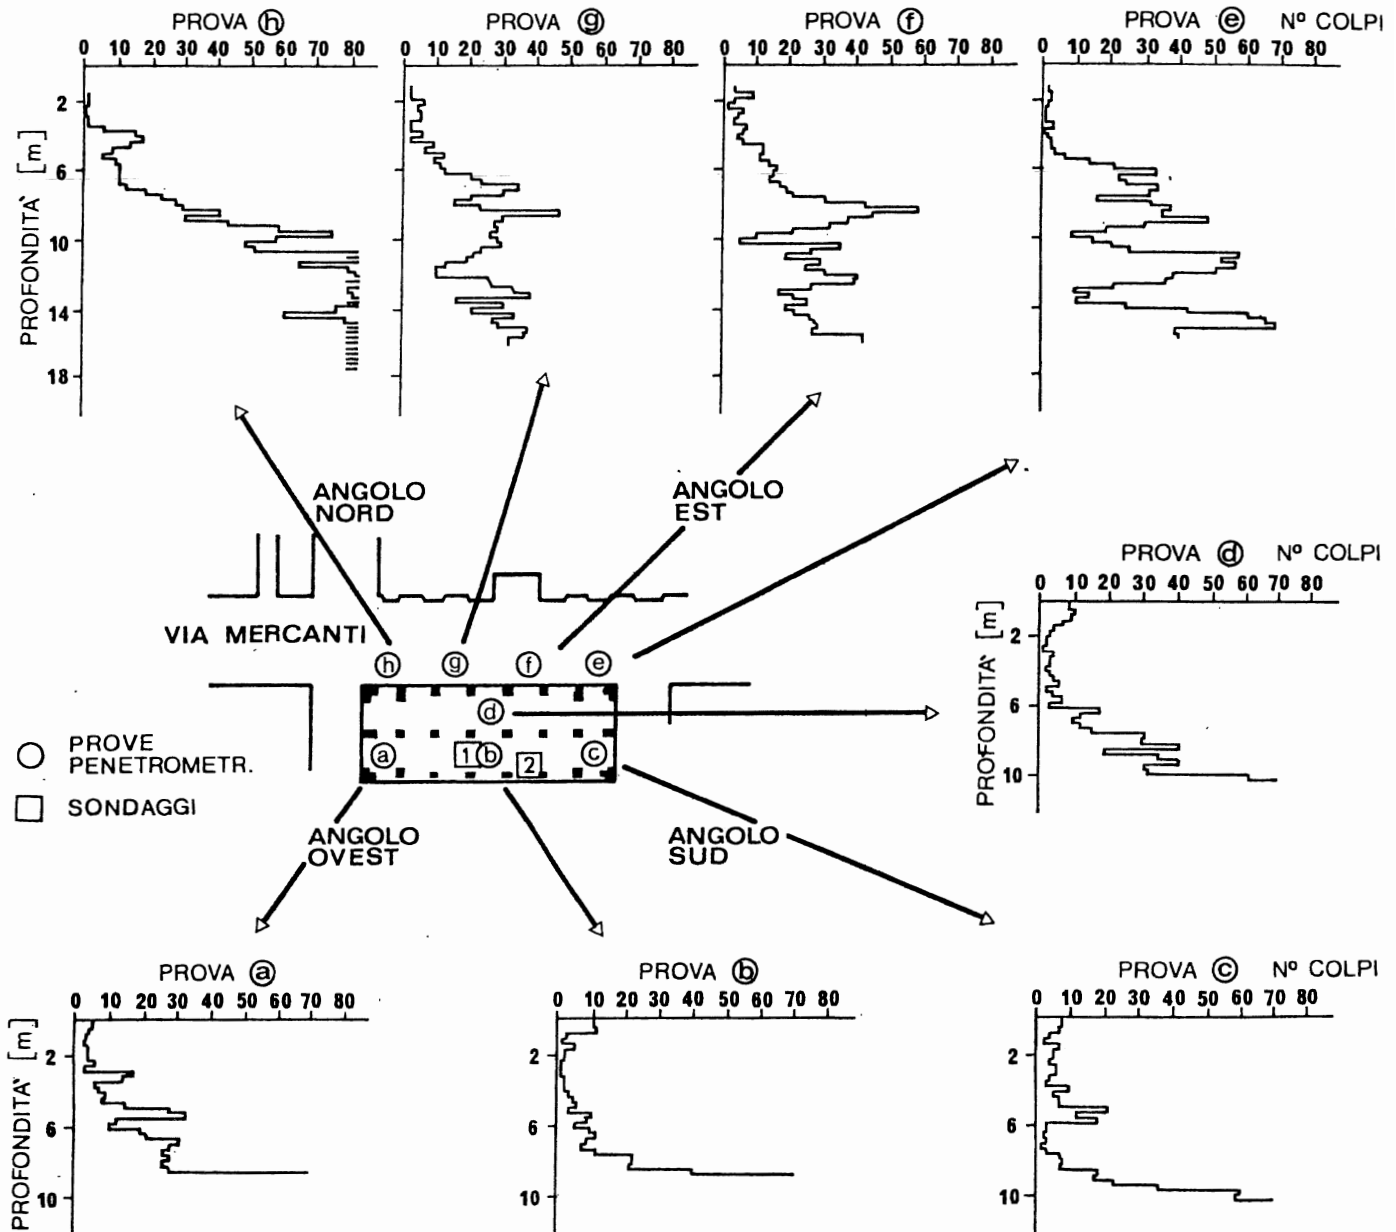 PROVA ⓗ
0 10 20 30 40 50 60 70 80
2
6
10
14
18
PROFONDITÀ [m]
PROVA ⓖ
0 10 20 30 40 50 60 70 80
PROVA ⓕ
0 10 20 30 40 50 60 70 80
PROVA ⓔ N° COLPI
0 10 20 30 40 50 60 70 80
ANGOLO
NORD
ANGOLO
EST
VIA MERCANTI
ⓗ ⓖ ⓕ ⓔ
ⓓ
ⓐ 1 ⓑ 2 ⓒ
PROVE
PENETROMETR.
SONDAGGI
ANGOLO
OVEST
ANGOLO
SUD
PROVA ⓓ N° COLPI
0 10 20 30 40 50 60 70 80
2
6
10
PROFONDITÀ [m]
PROVA ⓐ
0 10 20 30 40 50 60 70 80
2
6
10
PROFONDITÀ [m]
PROVA ⓑ
0 10 20 30 40 50 60 70 80
2
6
10
PROVA ⓒ N° COLPI
0 10 20 30 40 50 60 70 80
2
6
10